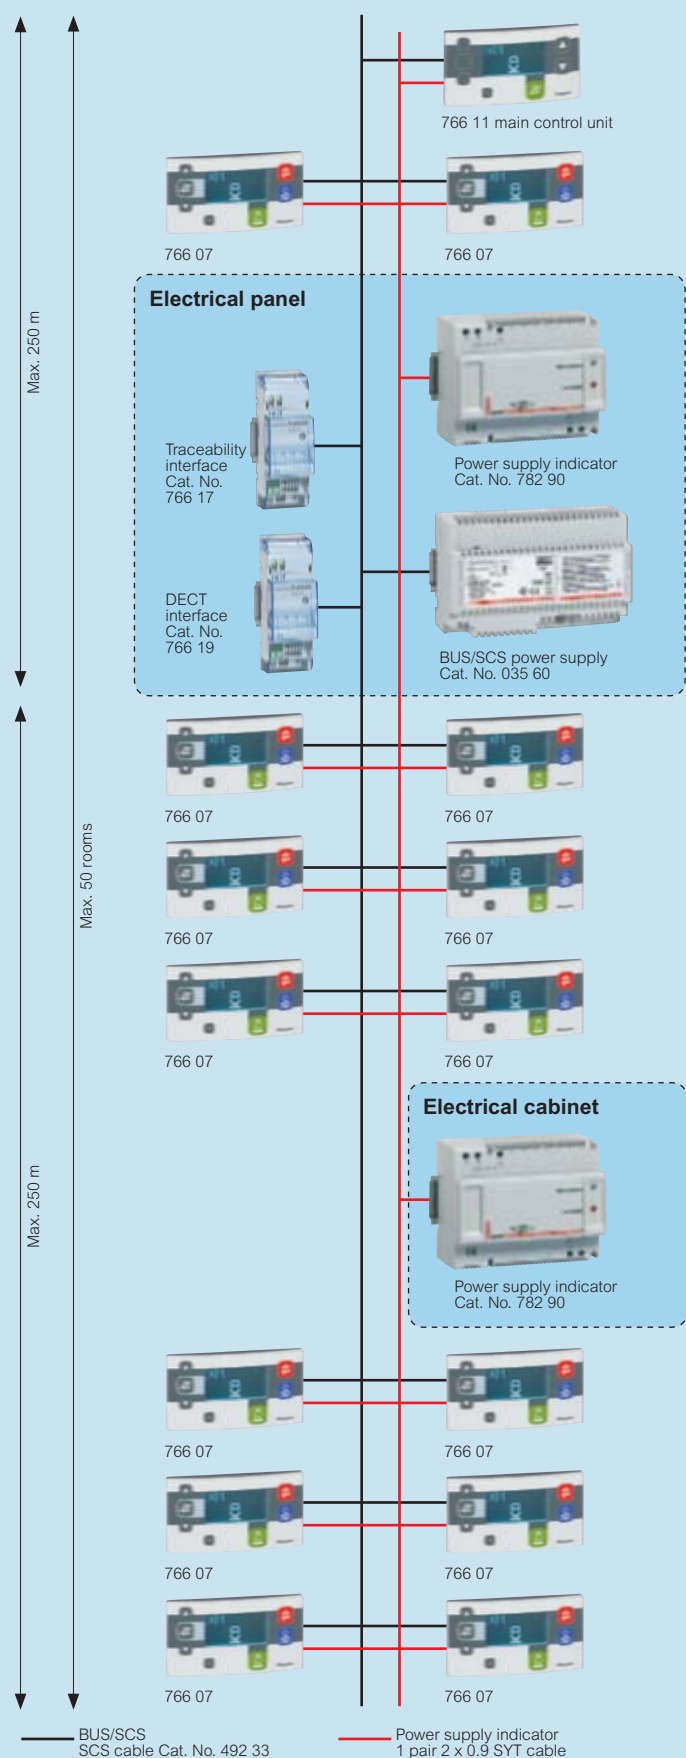 766 11 main control unit
766 07
766 07
Max. 250 m
Electrical panel
Traceability
interface
Cat. No.
766 17
Power supply indicator
Cat. No. 782 90
DECT
interface
Cat. No.
766 19
BUS/SCS power supply
Cat. No. 035 60
766 07
766 07
Max. 50 rooms
766 07
766 07
766 07
766 07
Electrical cabinet
Max. 250 m
Power supply indicator
Cat. No. 782 90
766 07
766 07
766 07
766 07
766 07
766 07
BUS/SCS
SCS cable Cat. No. 492 33
Power supply indicator
1 pair 2 x 0.9 SYT cable